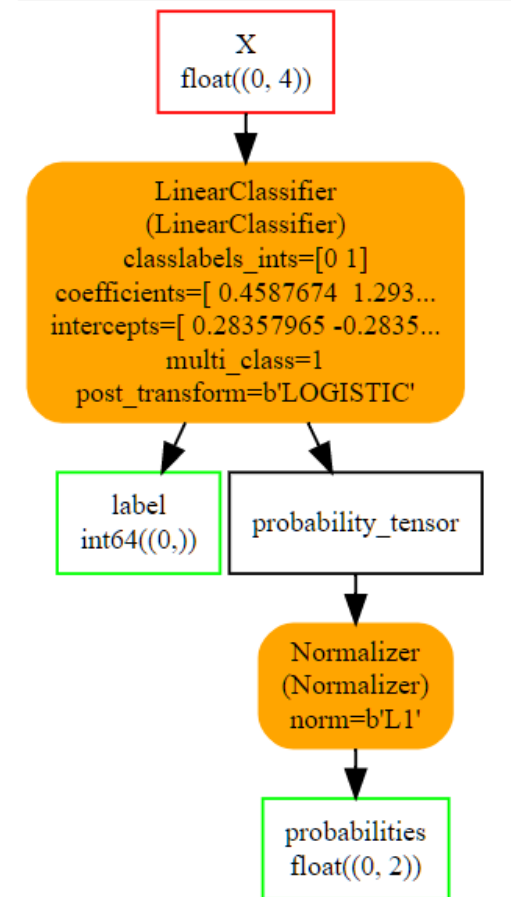 X
float((0, 4))
LinearClassifier
(LinearClassifier)
classlabels_ints=[0 1]
coefficients=[ 0.4587674  1.293...
intercepts=[ 0.28357965 -0.2835...
multi_class=1
post_transform=b'LOGISTIC'
label
int64((0,))
probability_tensor
Normalizer
(Normalizer)
norm=b'L1'
probabilities
float((0, 2))